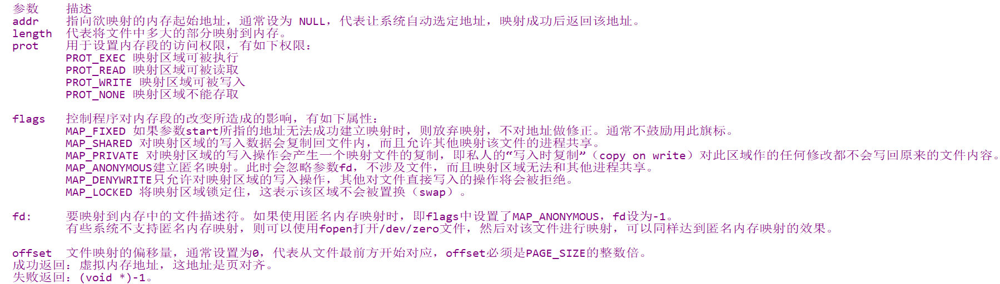 参数    描述
addr    指向欲映射的内存起始地址，通常设为 NULL，代表让系统自动选定地址，映射成功后返回该地址。
length  代表将文件中多大的部分映射到内存。
prot    用于设置内存段的访问权限，有如下权限：
        PROT_EXEC 映射区域可被执行
        PROT_READ 映射区域可被读取
        PROT_WRITE 映射区域可被写入
        PROT_NONE 映射区域不能存取
flags   控制程序对内存段的改变所造成的影响，有如下属性：
        MAP_FIXED 如果参数start所指的地址无法成功建立映射时，则放弃映射，不对地址做修正。通常不鼓励用此旗标。
        MAP_SHARED 对映射区域的写入数据会复制回文件内，而且允许其他映射该文件的进程共享。
        MAP_PRIVATE 对映射区域的写入操作会产生一个映射文件的复制，即私人的“写入时复制”（copy on write）对此区域作的任何修改都不会写回原来的文件内容。
        MAP_ANONYMOUS建立匿名映射。此时会忽略参数fd，不涉及文件，而且映射区域无法和其他进程共享。
        MAP_DENYWRITE只允许对映射区域的写入操作，其他对文件直接写入的操作将会被拒绝。
        MAP_LOCKED 将映射区域锁定住，这表示该区域不会被置换（swap）。
fd:     要映射到内存中的文件描述符。如果使用匿名内存映射时，即flags中设置了MAP_ANONYMOUS，fd设为-1。
        有些系统不支持匿名内存映射，则可以使用fopen打开/dev/zero文件，然后对该文件进行映射，可以同样达到匿名内存映射的效果。
offset  文件映射的偏移量，通常设置为0，代表从文件最前方开始对应，offset必须是PAGE_SIZE的整数倍。
成功返回：虚拟内存地址，这地址是页对齐。
失败返回：(void *)-1。